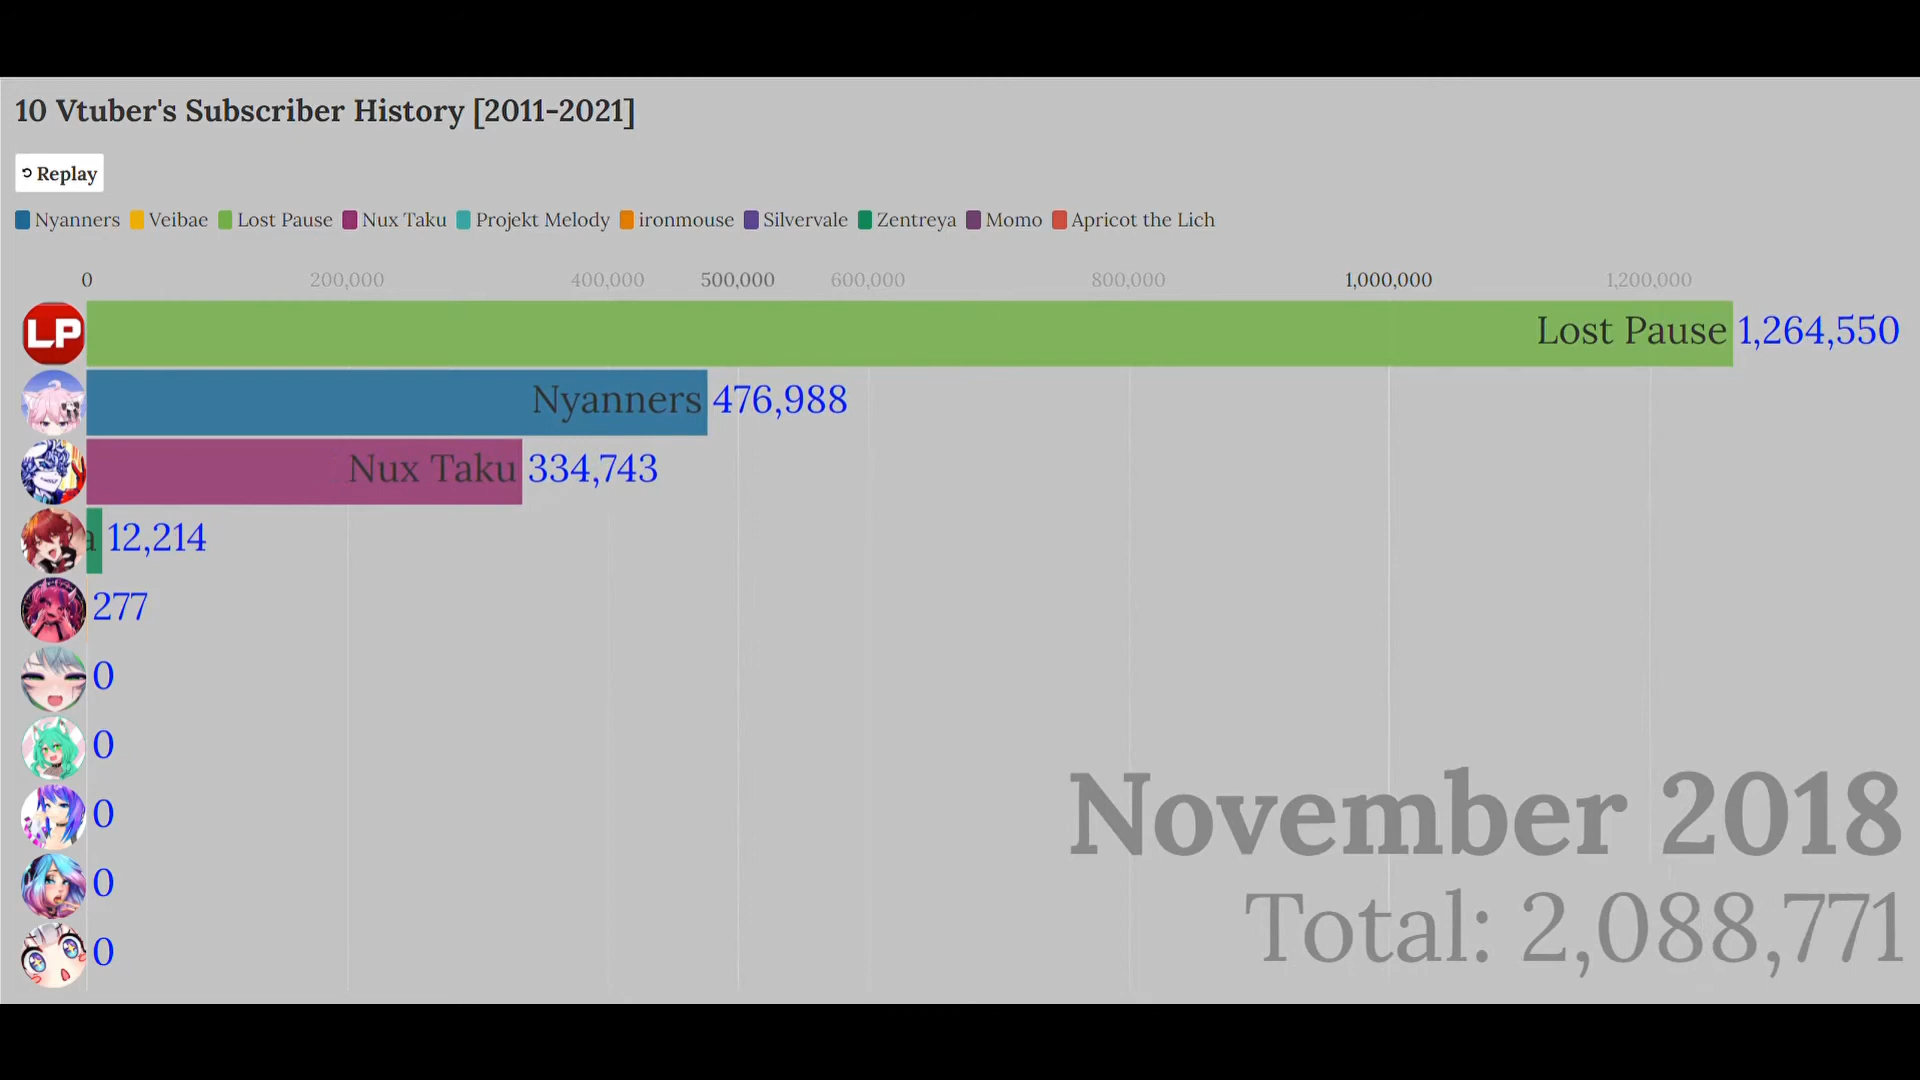 10 Vtuber's Subscriber History [2011-2021]
Replay
Nyanners Veibae Lost Pause Nux Taku Projekt Melody ironmouse Silvervale Zentreya Momo Apricot the Lich
0 200,000 400,000 500,000 600,000 800,000 1,000,000 1,200,000
LP Lost Pause 1,264,550
Nyanners 476,988
Nux Taku 334,743
a 12,214
277
0
0
0
0
0
November 2018
Total: 2,088,771